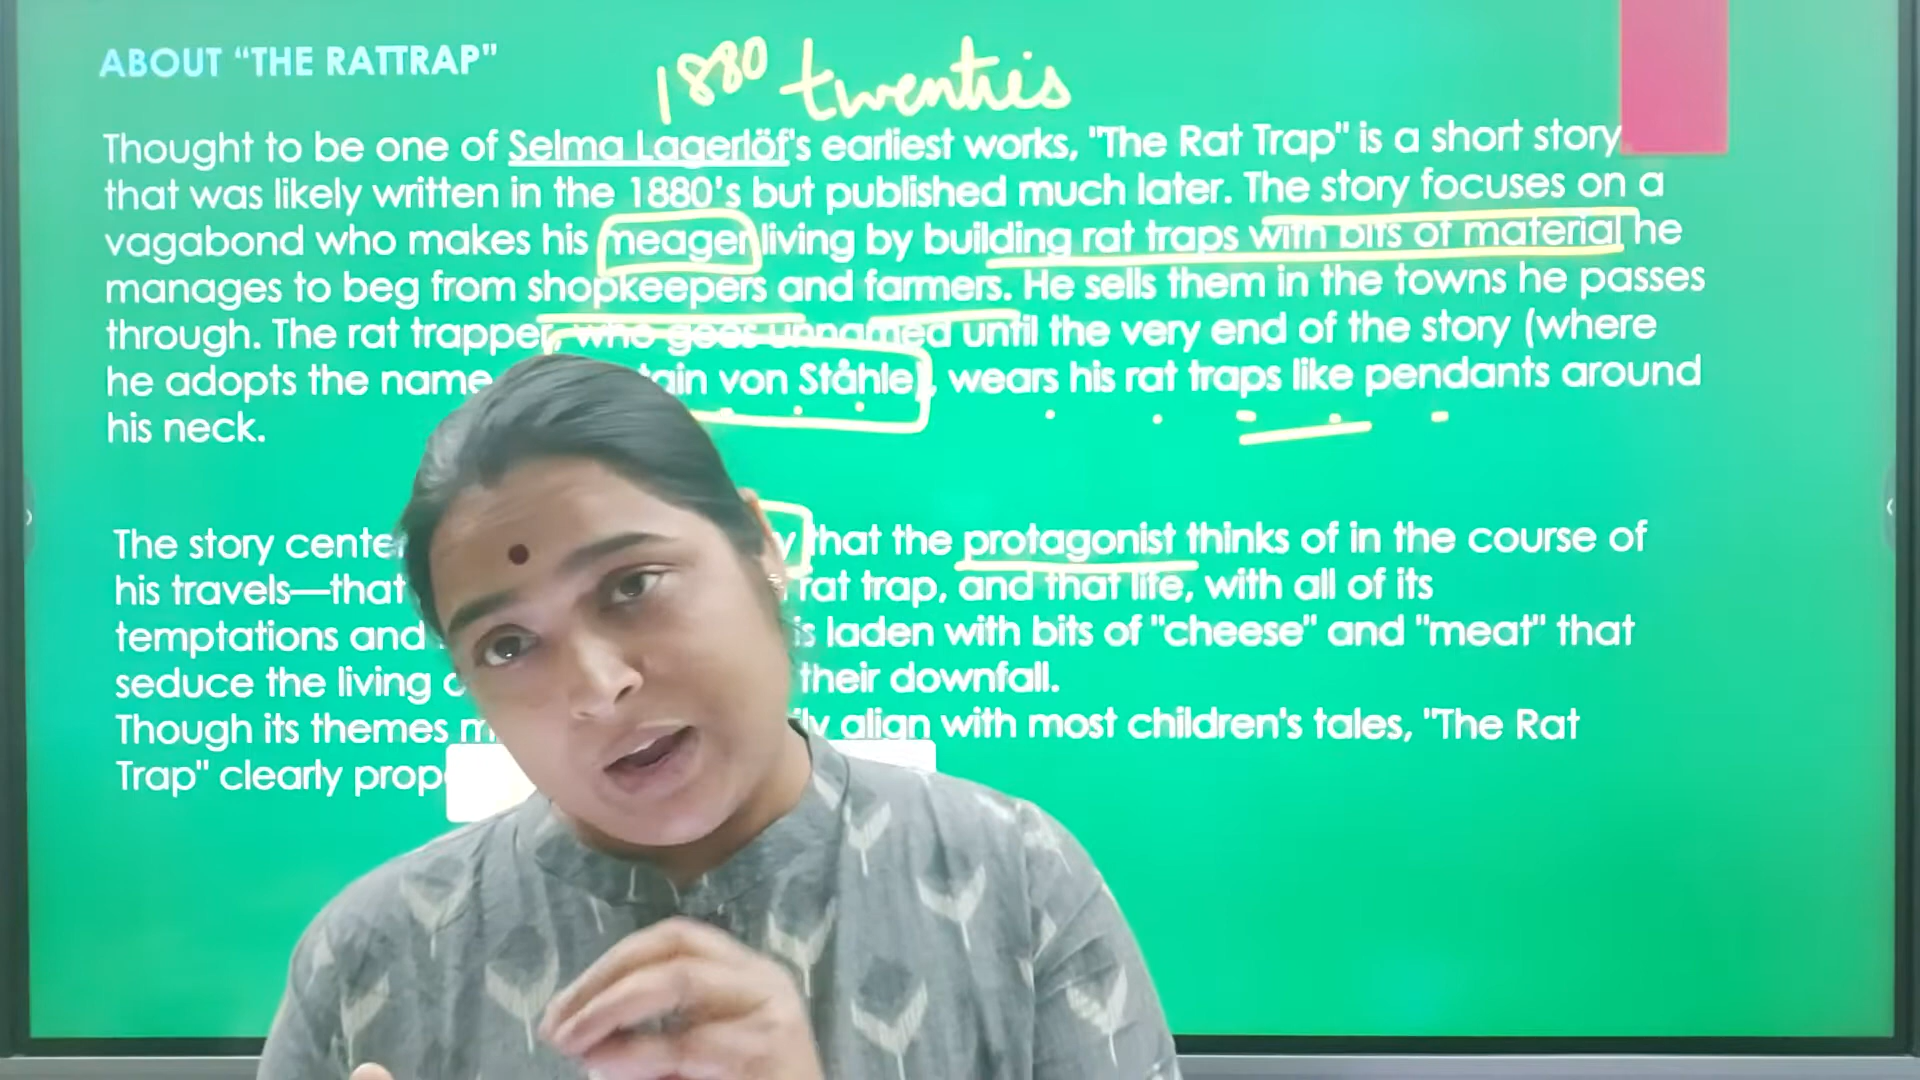 ABOUT “THE RATTRAP"
1880 twenties
Thought to be one of Selma Lagerlöf's earliest works, "The Rat Trap" is a short story
that was likely written in the 1880's but published much later. The story focuses on a
vagabond who makes his meager living by building rat traps with bits of material he
manages to beg from shopkeepers and farmers. He sells them in the towns he passes
through. The rat trapper, who goes unnamed until the very end of the story (where
he adopts the name von Ståhle), wears his rat traps like pendants around
his neck.
The story that the protagonist thinks of in the course of
his travels—that rat trap, and that life, with all of its
temptations and is laden with bits of "cheese" and "meat" that
seduce the living their downfall.
Though its themes align with most children's tales, "The Rat
Trap" clearly